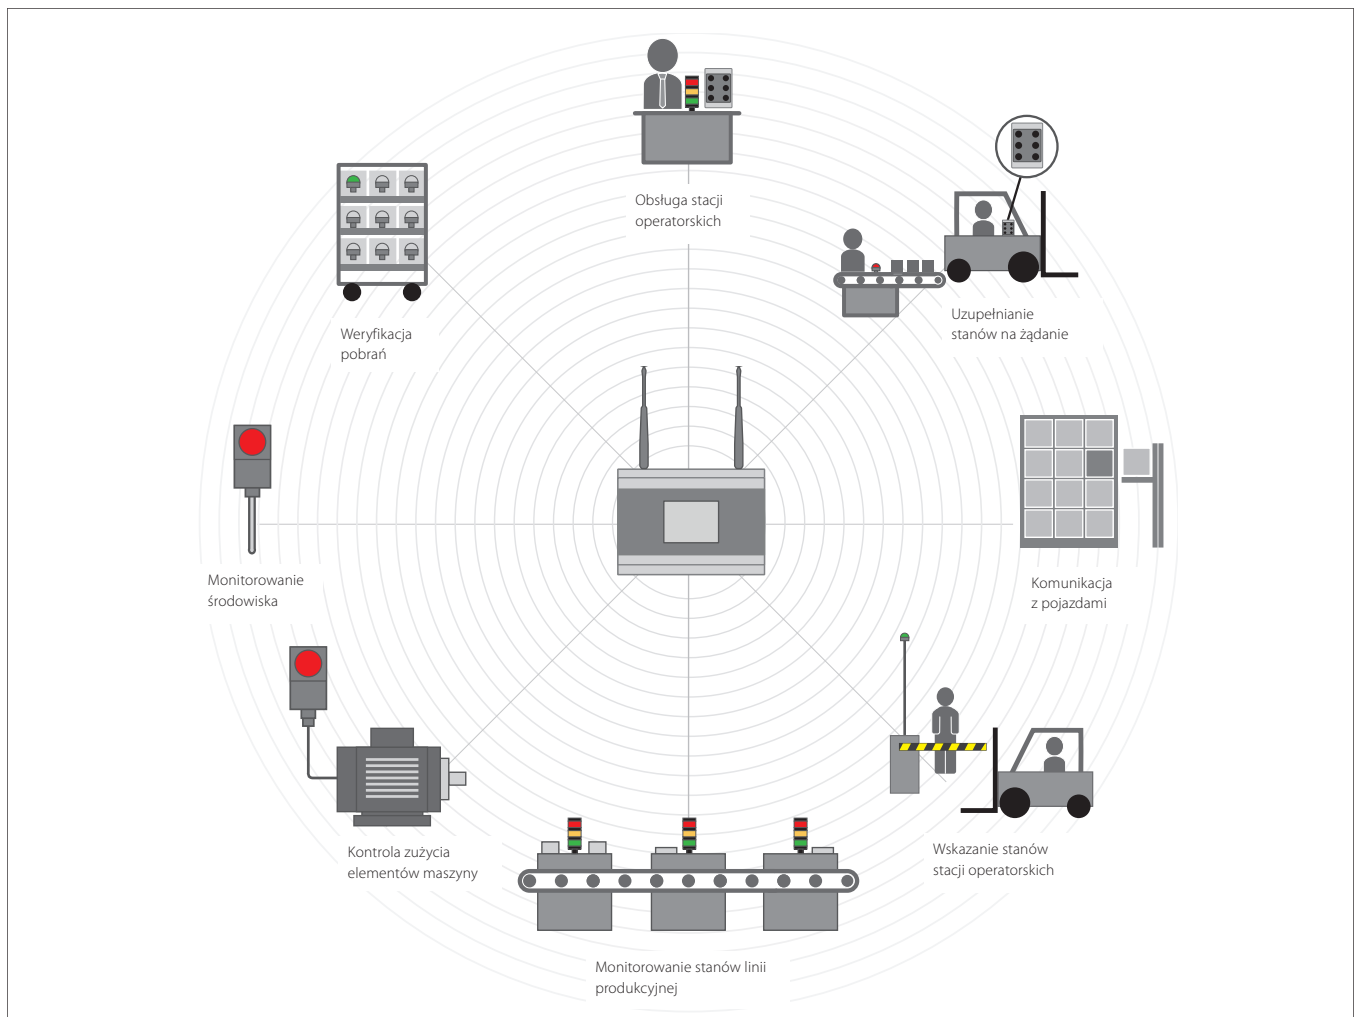 Obsługa stacji
operatorskich
Uzupełnianie
stanów na żądanie
Weryfikacja
pobrań
Monitorowanie
środowiska
Komunikacja
z pojazdami
Kontrola zużycia
elementów maszyny
Wskazanie stanów
stacji operatorskich
Monitorowanie stanów linii
produkcyjnej